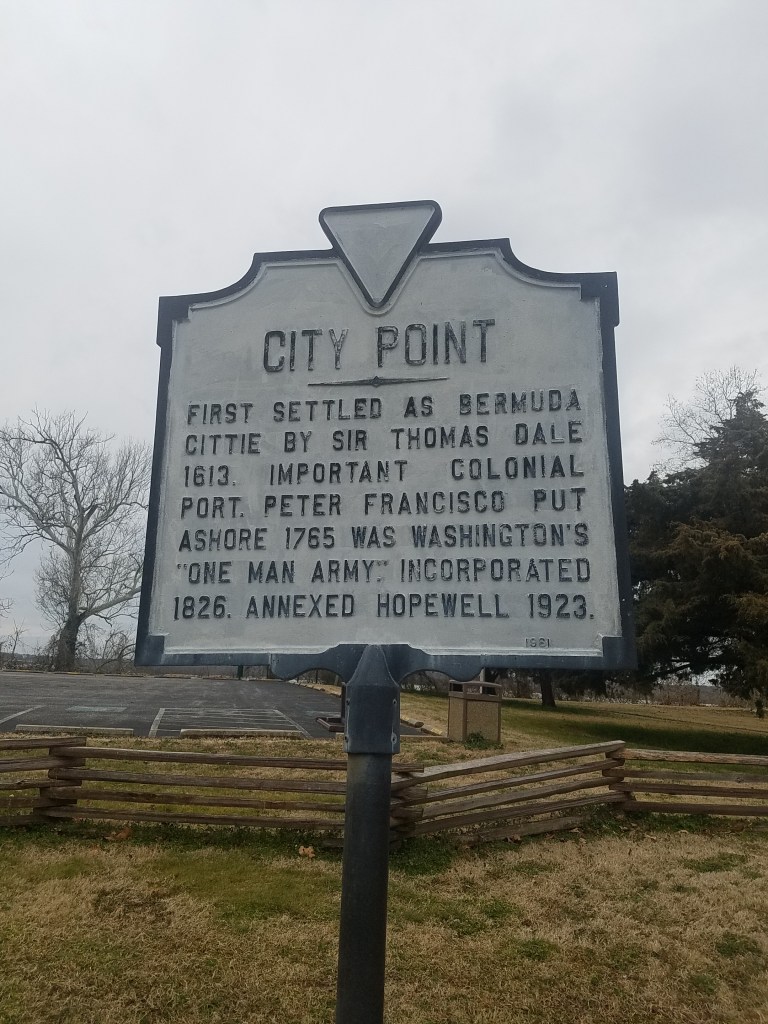 CITY POINT
FIRST SETTLED AS BERMUDA
CITTIE BY SIR THOMAS DALE
1613. IMPORTANT COLONIAL
PORT. PETER FRANCISCO PUT
ASHORE 1765 WAS WASHINGTON'S
"ONE MAN ARMY." INCORPORATED
1826. ANNEXED HOPEWELL 1923.